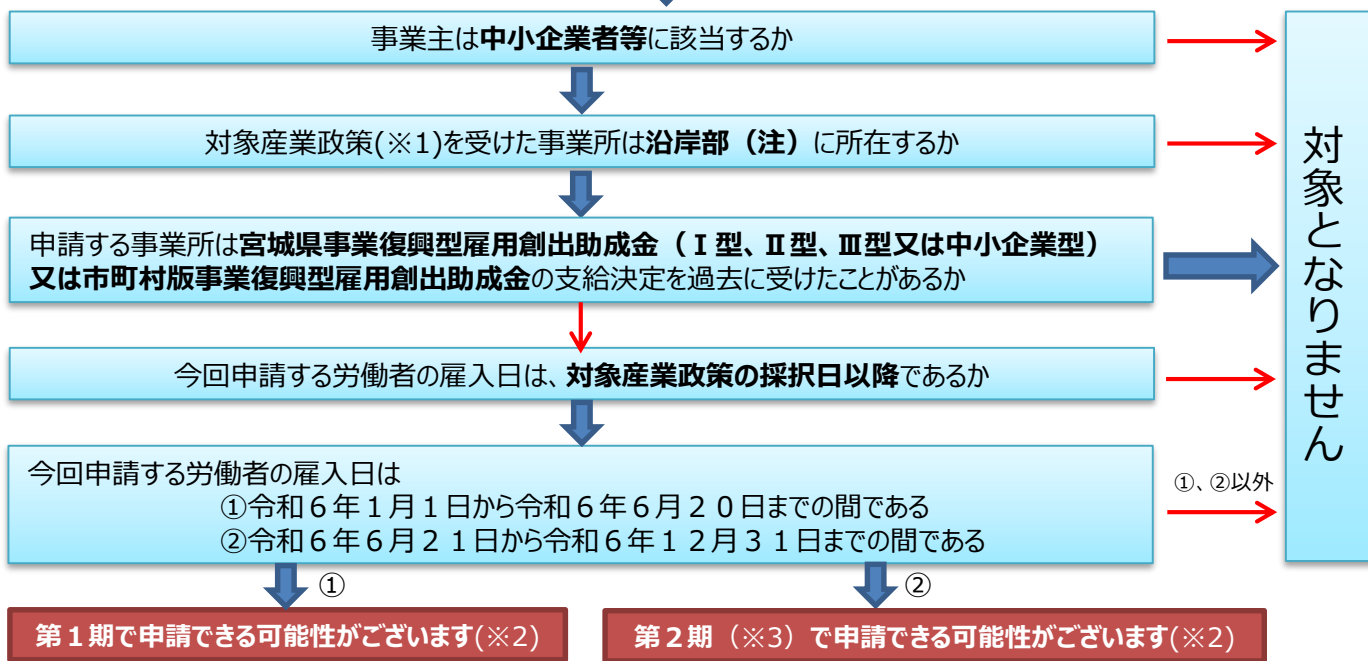 事業主は中小企業者等に該当するか
対象産業政策(※1)を受けた事業所は沿岸部（注）に所在するか
申請する事業所は宮城県事業復興型雇用創出助成金（Ⅰ型、Ⅱ型、Ⅲ型又は中小企業型）
又は市町村版事業復興型雇用創出助成金の支給決定を過去に受けたことがあるか
今回申請する労働者の雇入日は、対象産業政策の採択日以降であるか
今回申請する労働者の雇入日は
①令和６年１月１日から令和６年６月２０日までの間である
②令和６年６月２１日から令和６年１２月３１日までの間である
①、②以外
対象となりません
①
②
第１期で申請できる可能性がございます(※2)
第２期（※3）で申請できる可能性がございます(※2)